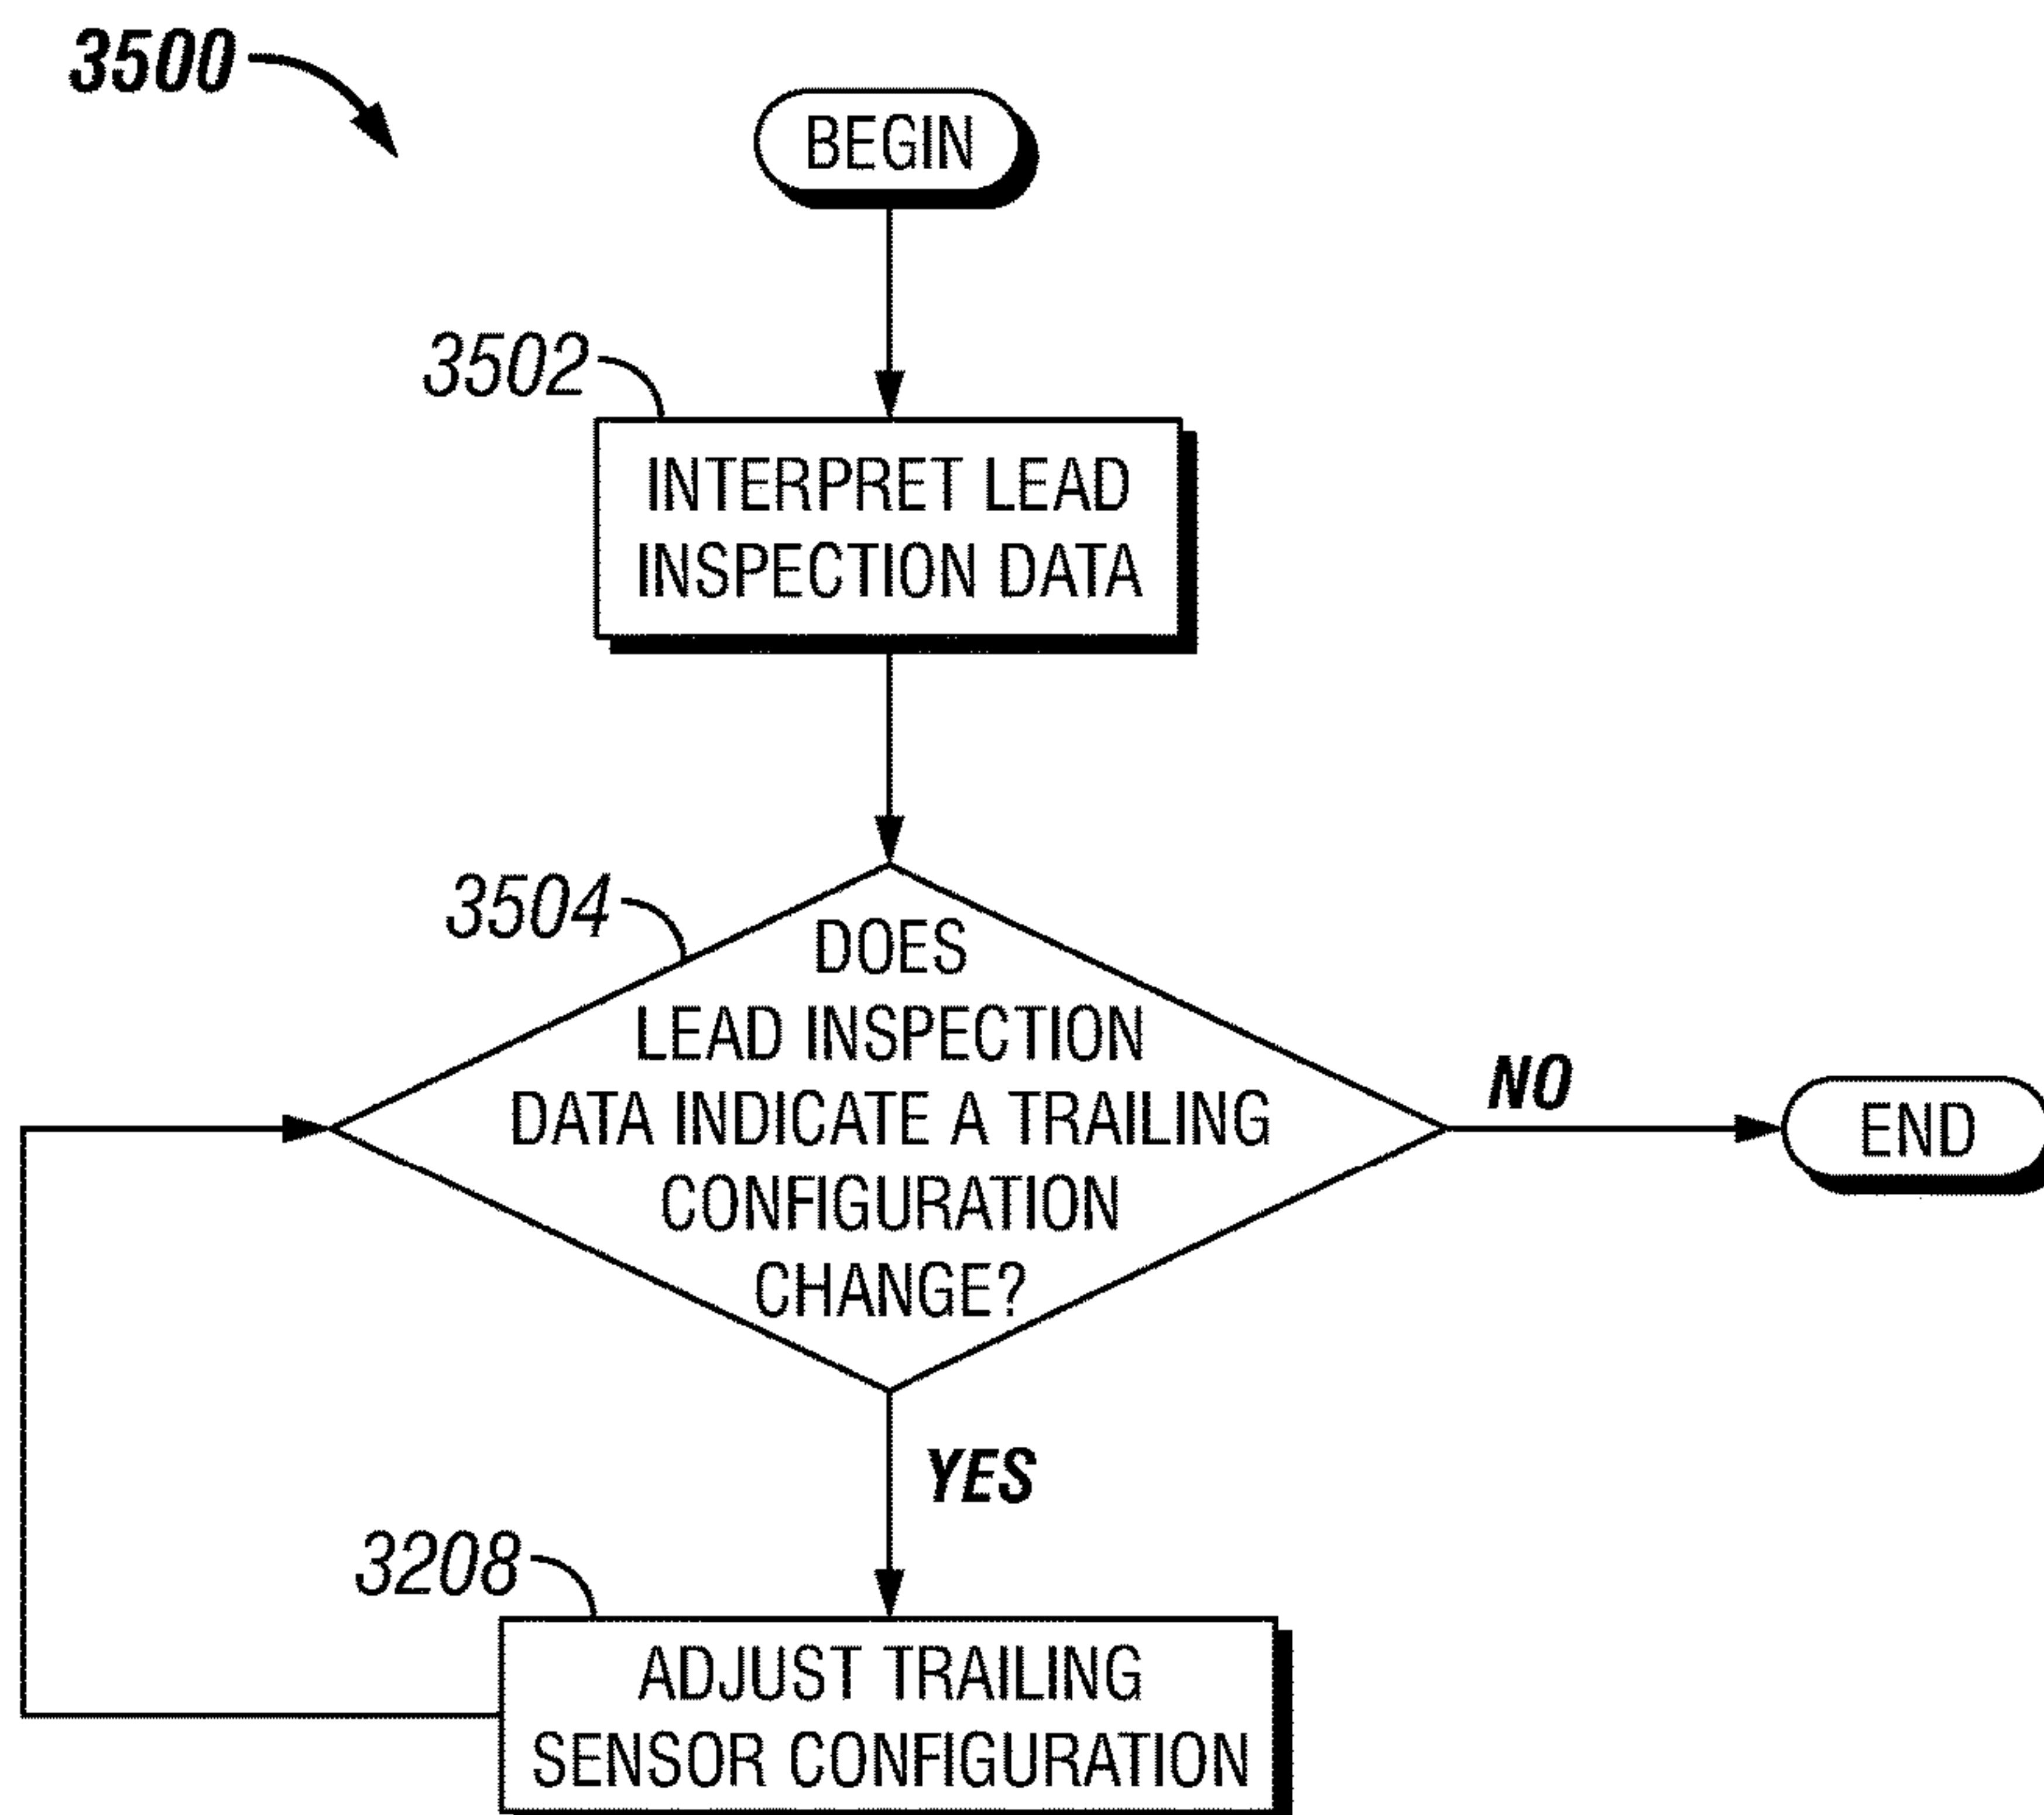 3500
BEGIN
3502
INTERPRET LEAD
INSPECTION DATA
3504
DOES
LEAD INSPECTION
DATA INDICATE A TRAILING
CONFIGURATION
CHANGE?
NO
END
YES
3208
ADJUST TRAILING
SENSOR CONFIGURATION